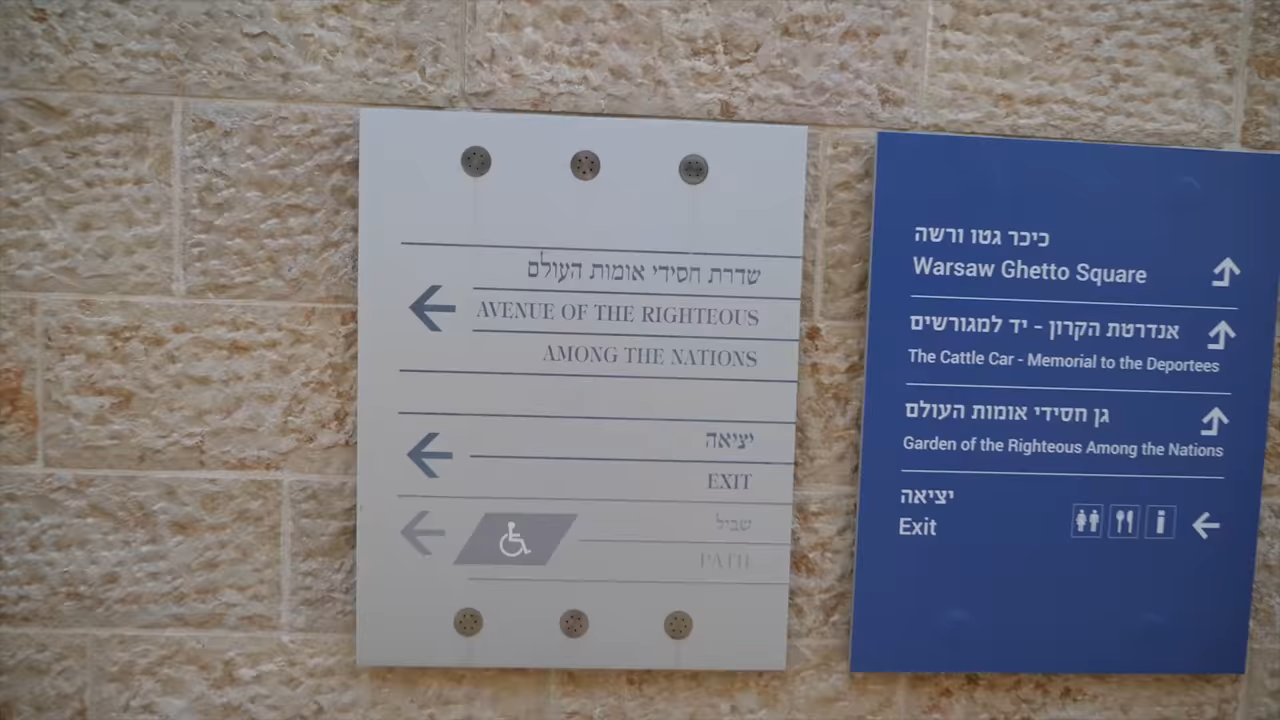 שדרת חסידי אומות העולם
AVENUE OF THE RIGHTEOUS
AMONG THE NATIONS
יציאה
EXIT
שביל
PATH
כיכר גטו ורשה
Warsaw Ghetto Square
אנדרטת הקרון - יד למגורשים
The Cattle Car - Memorial to the Deportees
גן חסידי אומות העולם
Garden of the Righteous Among the Nations
יציאה
Exit